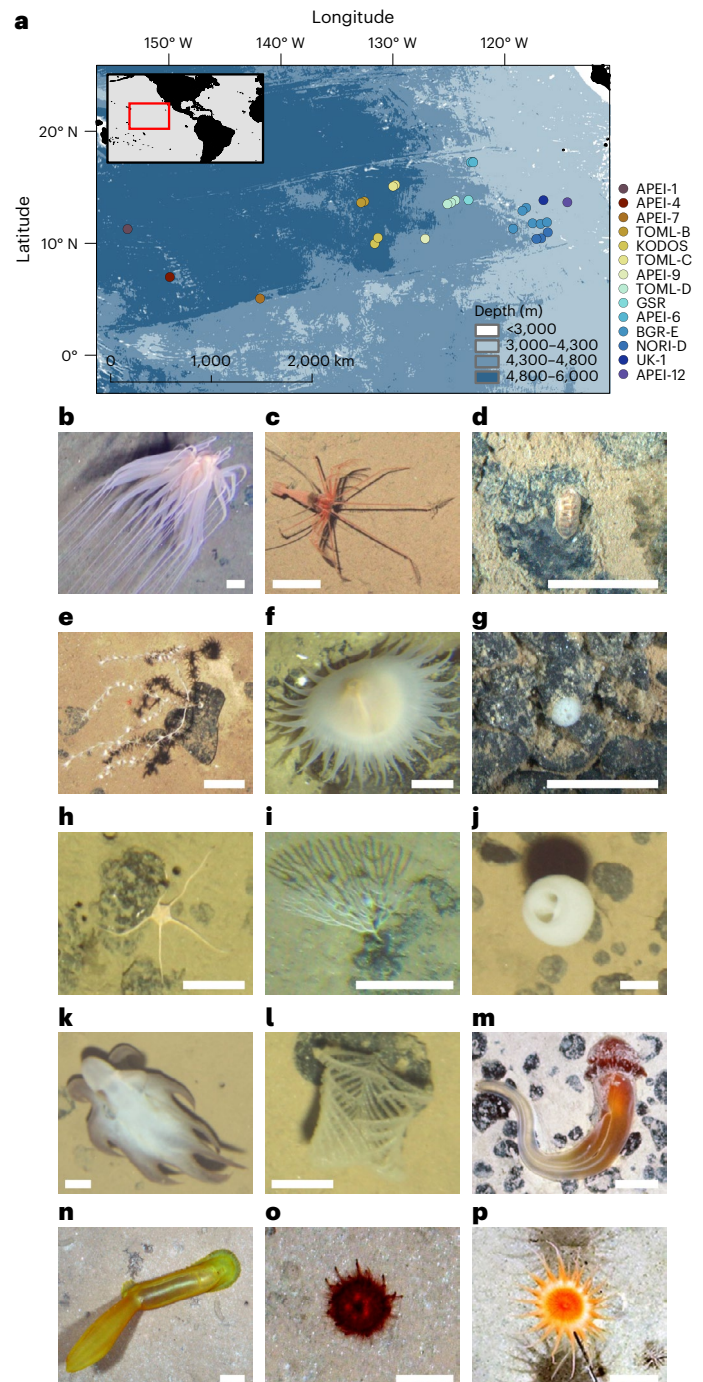 a
Longitude
150° W 140° W 130° W 120° W
20° N
10° N
0°
Latitude
0 1,000 2,000 km
Depth (m)
<3,000
3,000–4,300
4,300–4,800
4,800–6,000
APEI-1
APEI-4
APEI-7
TOML-B
KODOS
TOML-C
APEI-9
TOML-D
GSR
APEI-6
BGR-E
NORI-D
UK-1
APEI-12
b c d
e f g
h i j
k l m
n o p